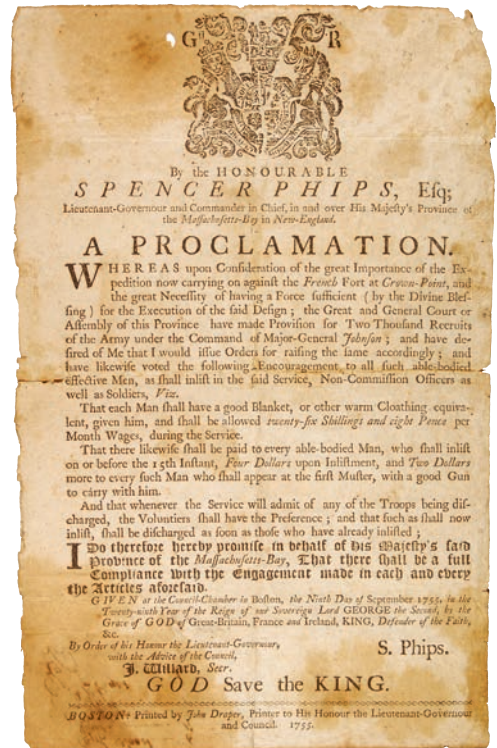 G R
By the HONOURABLE
SPENCER PHIPS, Eſq;
Lieutenant-Governour and Commander in Chief, in and over His Majeſty's Province of
the Maſſachuſetts-Bay in New-England.
A PROCLAMATION.
WHEREAS upon Conſideration of the great Importance of the Ex-
pedition now carrying on againſt the French Fort at Crown-Point, and
the great Neceſſity of having a Force ſufficient (by the Divine Bleſ-
ſing) for the Execution of the ſaid Deſign; the Great and General Court or
Aſſembly of this Province have made Proviſion for Two Thouſand Recruits
of the Army under the Command of Major-General Johnſon; and have de-
ſired of Me that I would iſſue Orders for raiſing the ſame accordingly; and
have likewiſe voted the following Encouragement to all ſuch able-bodied
effective Men, as ſhall inliſt in the ſaid Service, Non-Commiſſion Officers as
well as Soldiers, Viz.
That each Man ſhall have a good Blanket, or other warm Cloathing equiva-
lent, given him, and ſhall be allowed twenty-ſix Shillings and eight Pence per
Month Wages, during the Service.
That there likewiſe ſhall be paid to every able-bodied Man, who ſhall inliſt
on or before the 15th Inſtant, Four Dollars upon Inliſtment, and Two Dollars
more to every ſuch Man who ſhall appear at the firſt Muſter, with a good Gun
to carry with him.
And that whenever the Service will admit of any of the Troops being diſ-
charged, the Voluntiers ſhall have the Preference; and that ſuch as ſhall now
inliſt, ſhall be diſcharged as ſoon as thoſe who have already inliſted;
I Do therefore hereby promiſe in behalf of His Majeſty's ſaid
Province of the Maſſachuſetts-Bay, That there ſhall be a full
Compliance with the Engagement made in each and every
the Articles aforeſaid.
GIVEN at the Council-Chamber in Boſton, the Ninth Day of September 1755, in the
Twenty-ninth Year of the Reign of our Sovereign Lord GEORGE the Second, by the
Grace of GOD of Great-Britain, France and Ireland, KING, Defender of the Faith,
&c.
By Order of his Honour the Lieutenant-Governour,
with the Advice of the Council,
S. Phips.
J. Willard, Secr.
GOD Save the KING.
BOSTON: Printed by John Draper, Printer to His Honour the Lieutenant-Governour
and Council. 1755.